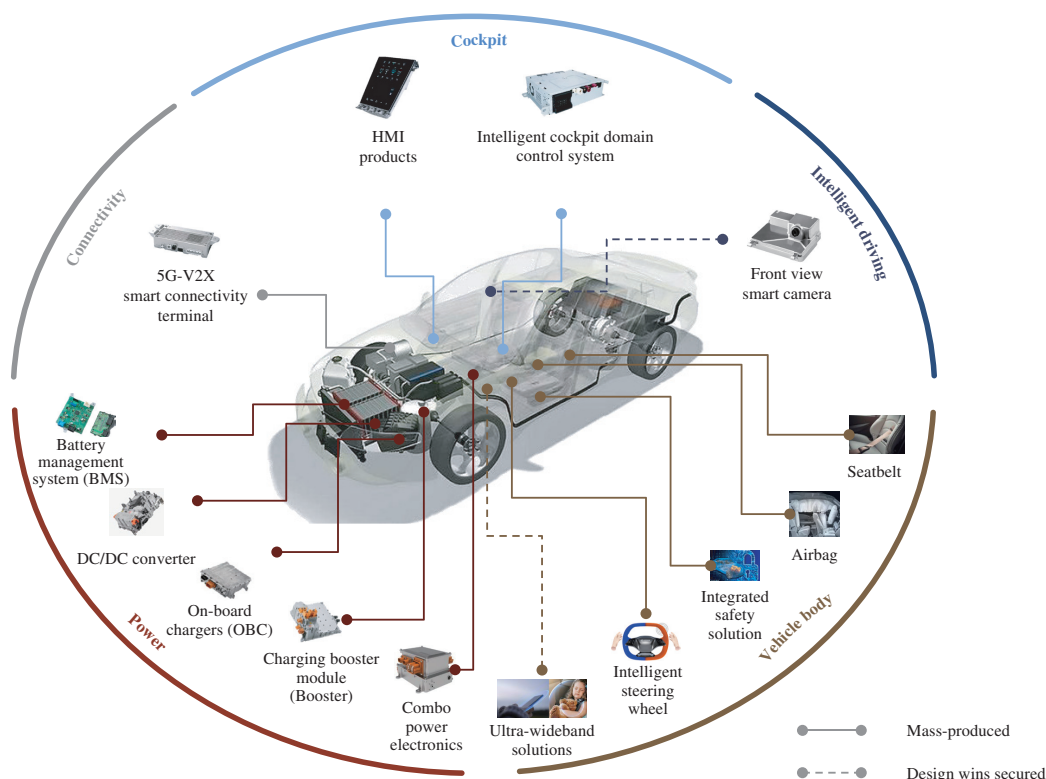 Cockpit
HMI
products
Intelligent cockpit domain
control system
Connectivity
Intelligent driving
5G-V2X
smart connectivity
terminal
Front view
smart camera
Battery
management
system (BMS)
Seatbelt
DC/DC converter
Airbag
On-board
chargers (OBC)
Integrated
safety
solution
Power
Vehicle body
Charging booster
module
(Booster)
Intelligent
steering
wheel
Combo
power
electronics
Ultra-wideband
solutions
Mass-produced
Design wins secured